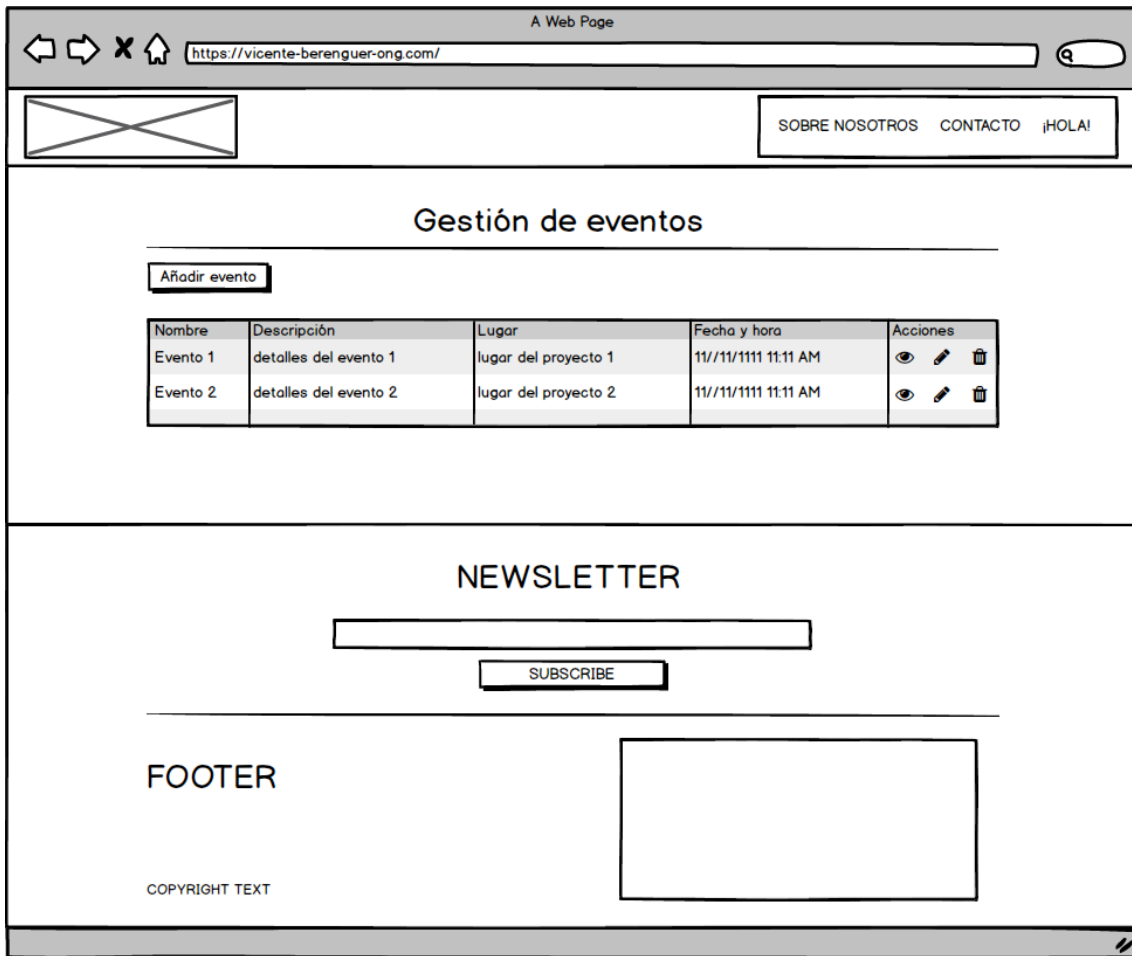 A Web Page
https://vicente-berenguer-ong.com/
SOBRE NOSOTROS CONTACTO ¡HOLA!
Gestión de eventos
Añadir evento
Nombre Descripción Lugar Fecha y hora Acciones
Evento 1 detalles del evento 1 lugar del proyecto 1 11//11/1111 11:11 AM
Evento 2 detalles del evento 2 lugar del proyecto 2 11//11/1111 11:11 AM
NEWSLETTER
SUBSCRIBE
FOOTER
COPYRIGHT TEXT